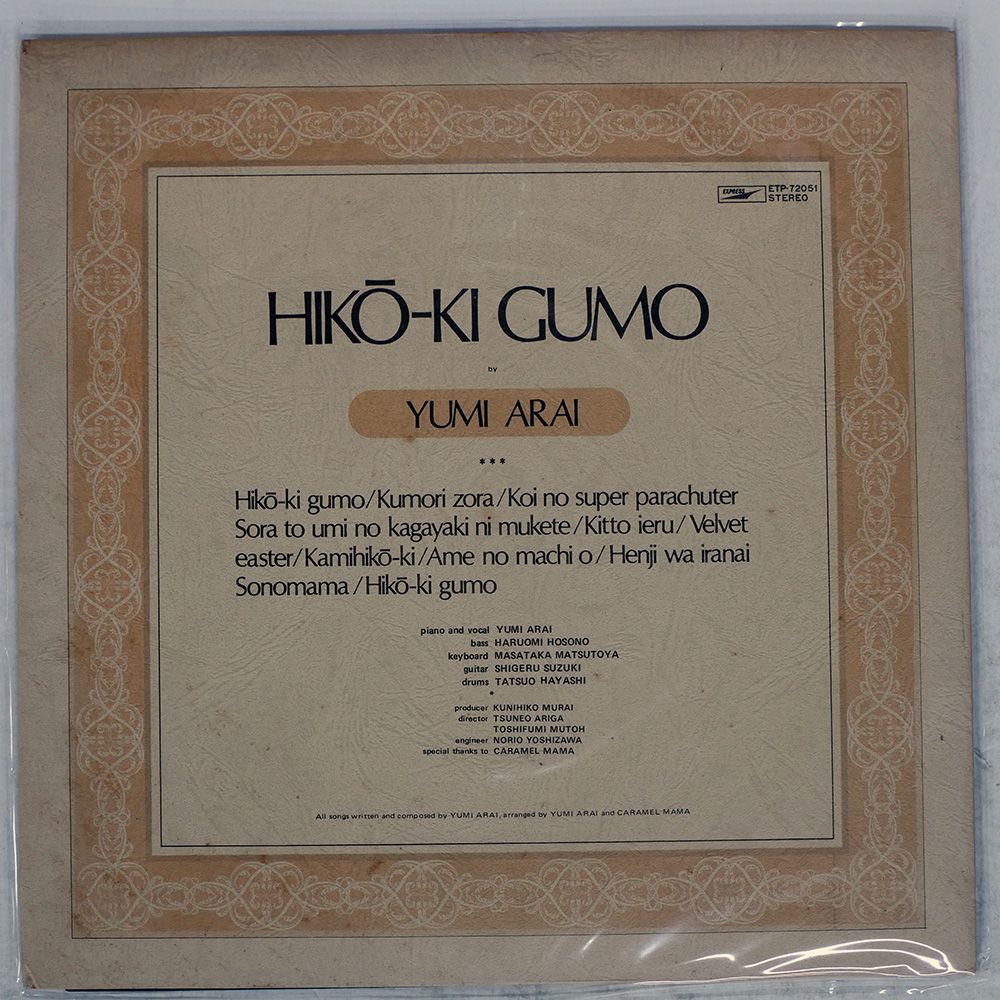 EXPRESS ETP-72051
STEREO
HIKŌ-KI GUMO
by
YUMI ARAI
***
Hikō-ki gumo/Kumori zora/Koi no super parachuter
Sora to umi no kagayaki ni mukete/Kitto ieru/Velvet
easter/Kamihikō-ki/Ame no machi o/Henji wa iranai
Sonomama/Hikō-ki gumo
piano and vocal YUMI ARAI
bass HARUOMI HOSONO
keyboard MASATAKA MATSUTOYA
guitar SHIGERU SUZUKI
drums TATSUO HAYASHI
*
producer KUNIHIKO MURAI
director TSUNEO ARIGA
TOSHIFUMI MUTOH
engineer NORIO YOSHIZAWA
special thanks to CARAMEL MAMA
All songs written and composed by YUMI ARAI, arranged by YUMI ARAI and CARAMEL MAMA